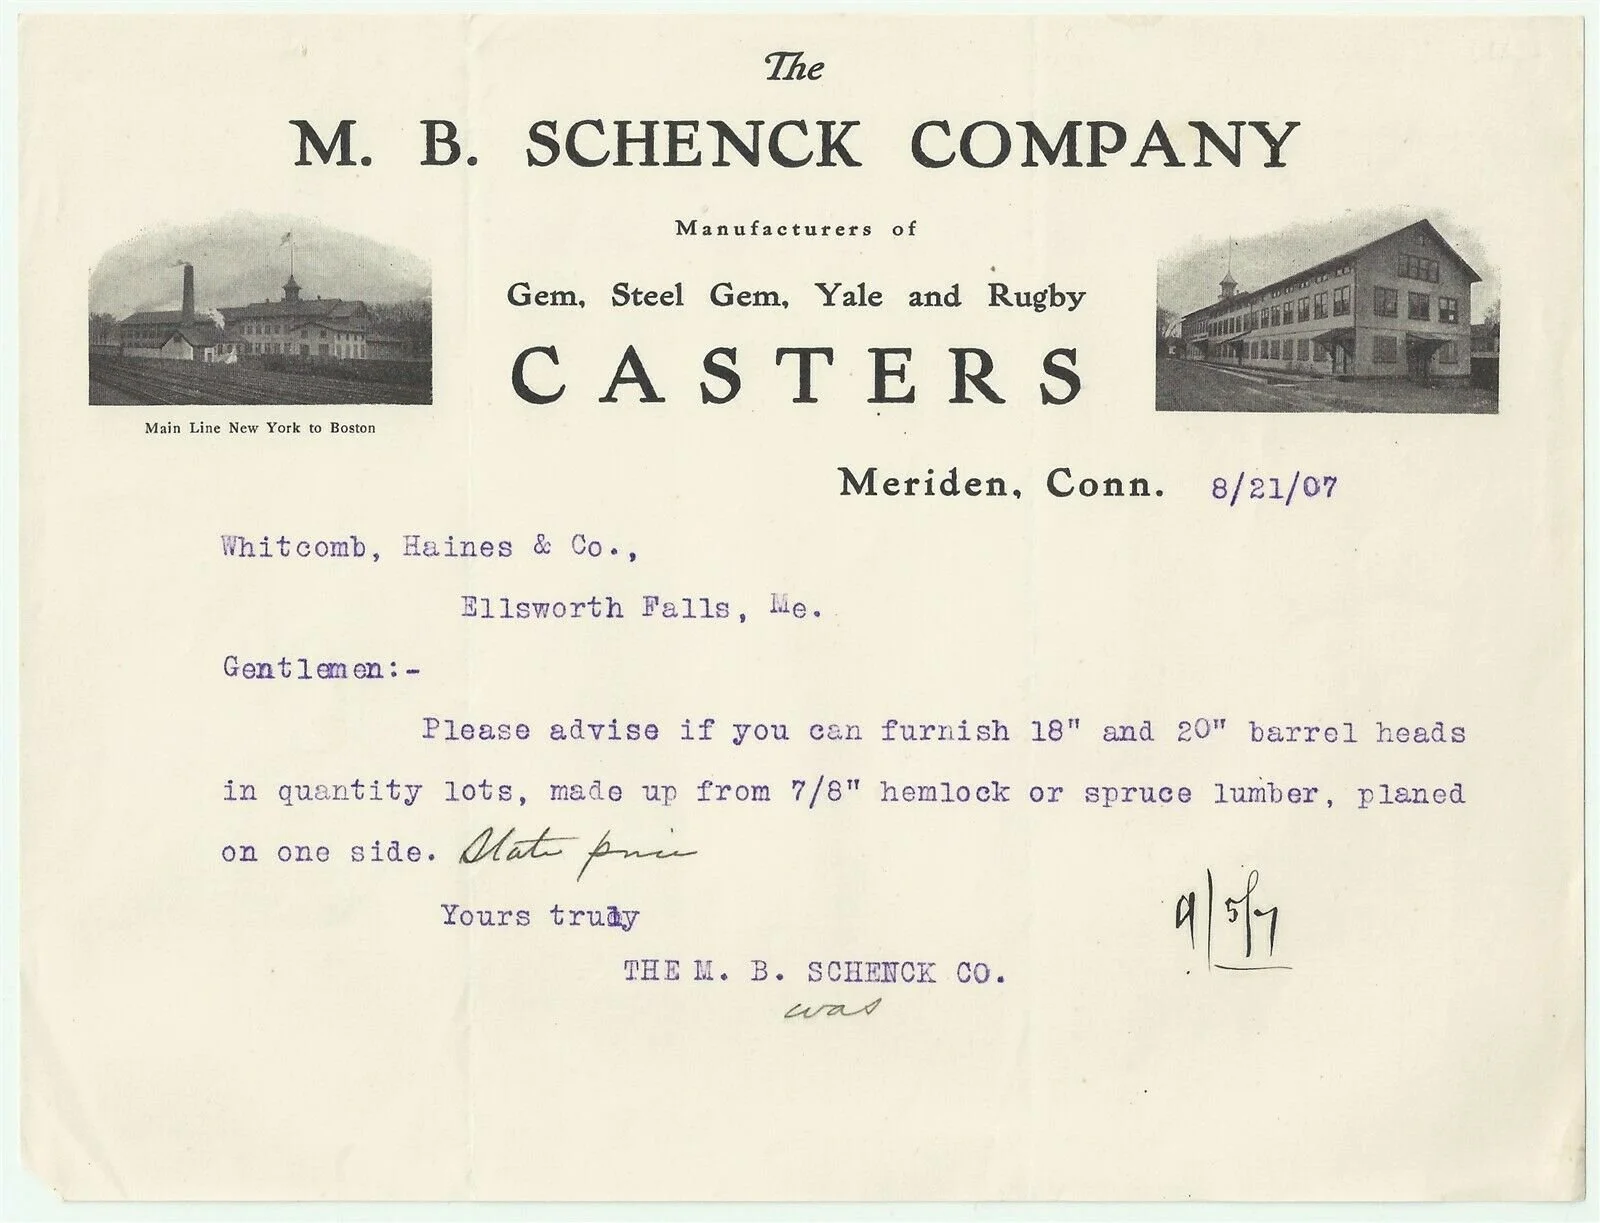 The
M. B. SCHENCK COMPANY
Manufacturers of
Gem, Steel Gem, Yale and Rugby
CASTERS
Main Line New York to Boston
Meriden, Conn. 8/21/07
Whitcomb, Haines & Co.,
Ellsworth Falls, Me.
Gentlemen:-
Please advise if you can furnish 18" and 20" barrel heads
in quantity lots, made up from 7/8" hemlock or spruce lumber, planed
on one side. State price
Yours truly
9/5/7
THE M. B. SCHENCK CO.
was